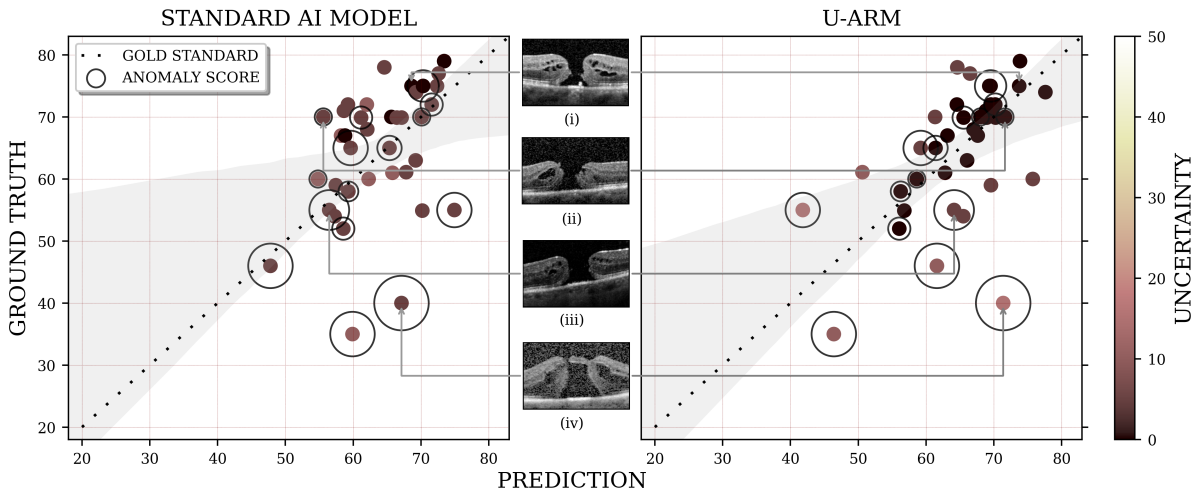 STANDARD AI MODEL
U-ARM
GOLD STANDARD
ANOMALY SCORE
GROUND TRUTH
80
70
60
50
40
30
20
20
30
40
50
60
70
80
(i)
(ii)
(iii)
(iv)
20
30
40
50
60
70
80
PREDICTION
50
40
30
20
10
0
UNCERTAINTY